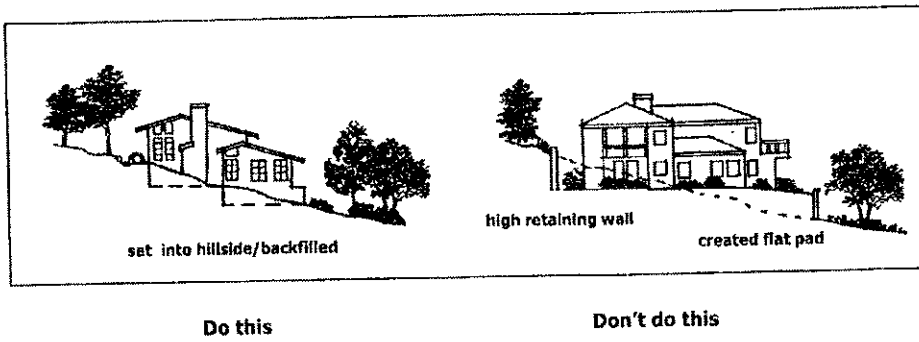 set into hillside/backfilled
high retaining wall
created flat pad
Do this
Don't do this